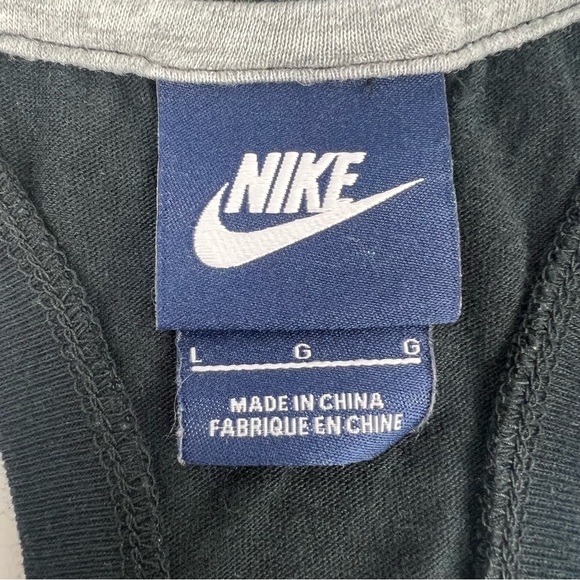 NIKE
L G G
MADE IN CHINA
FABRIQUE EN CHINE